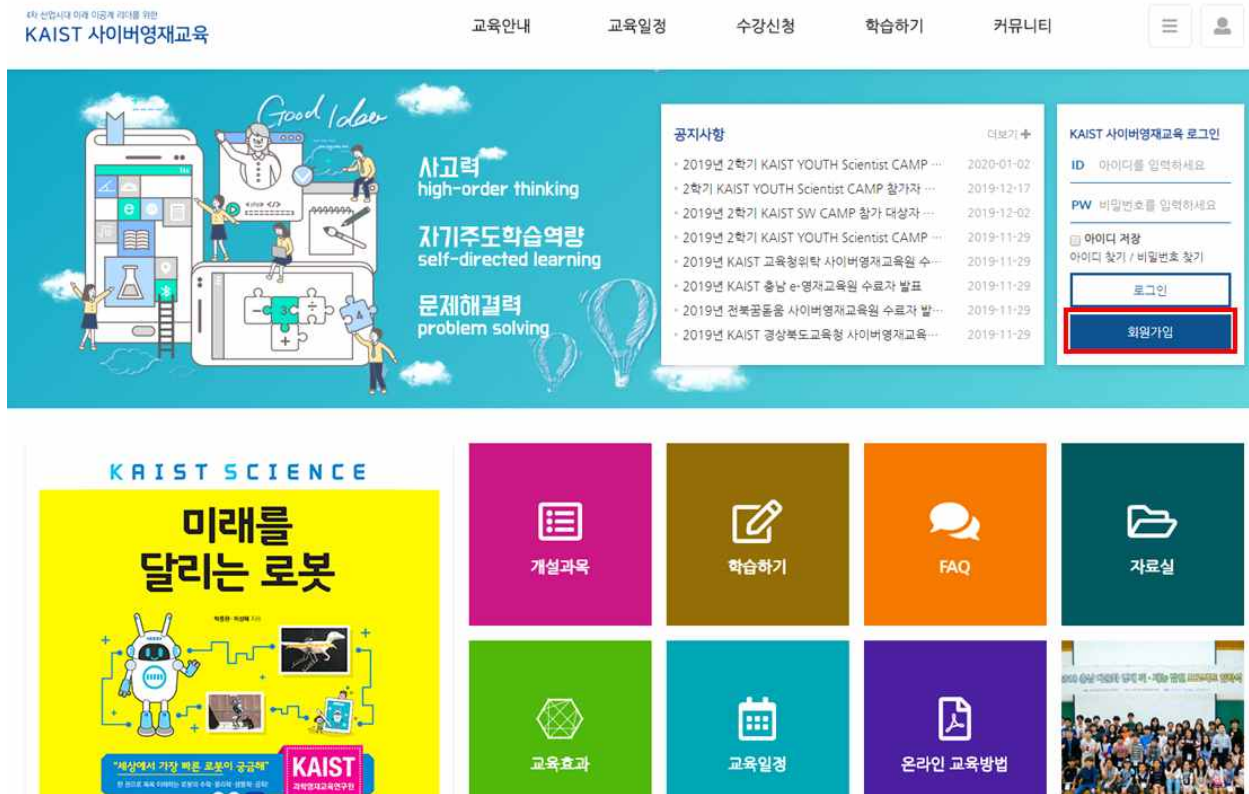 4차 산업시대 미래 이공계 리더를 위한
KAIST 사이버영재교육
교육안내
교육일정
수강신청
학습하기
커뮤니티
Good Idea
사고력
high-order thinking
자기주도학습역량
self-directed learning
문제해결력
problem solving
공지사항
더보기 +
2019년 2학기 KAIST YOUTH Scientist CAMP ··· 2020-01-02
2학기 KAIST YOUTH Scientist CAMP 참가자 ··· 2019-12-17
2019년 2학기 KAIST SW CAMP 참가 대상자 ··· 2019-12-02
2019년 2학기 KAIST YOUTH Scientist CAMP ··· 2019-11-29
2019년 KAIST 교육청위탁 사이버영재교육원 수··· 2019-11-29
2019년 KAIST 충남 e-영재교육원 수료자 발표 2019-11-29
2019년 전북꿈돋움 사이버영재교육원 수료자 발··· 2019-11-29
2019년 KAIST 경상북도교육청 사이버영재교육··· 2019-11-29
KAIST 사이버영재교육 로그인
ID 아이디를 입력하세요
PW 비밀번호를 입력하세요
아이디 저장
아이디 찾기 / 비밀번호 찾기
로그인
회원가입
KAIST SCIENCE
미래를
달리는 로봇
"세상에서 가장 빠른 로봇이 궁금해"
KAIST
과학영재교육연구원
개설과목
학습하기
FAQ
자료실
교육효과
교육일정
온라인 교육방법